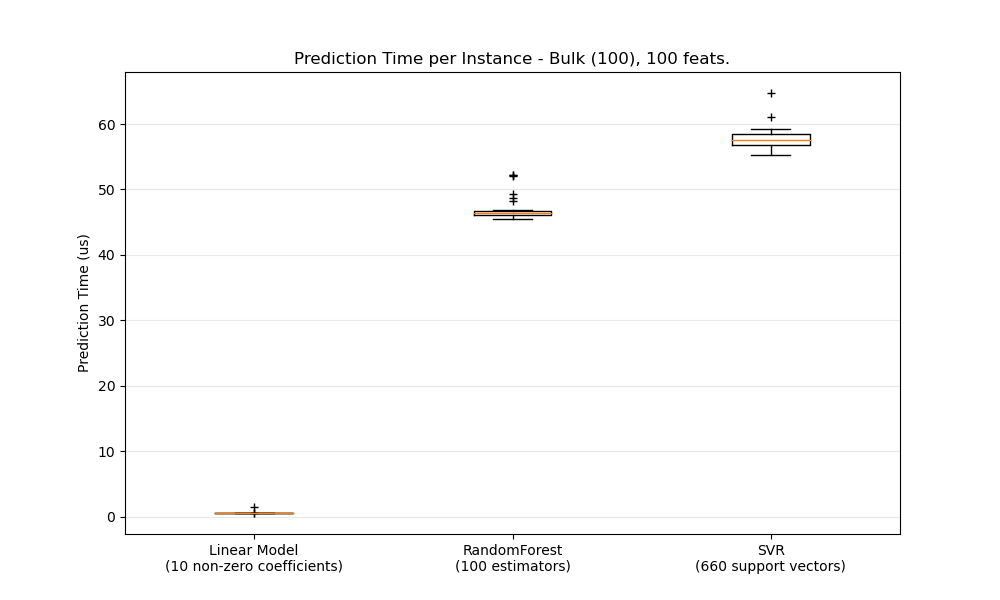 Prediction Time per Instance - Bulk (100), 100 feats.
Prediction Time (us)
60
50
40
30
20
10
0
Linear Model
(10 non-zero coefficients)
RandomForest
(100 estimators)
SVR
(660 support vectors)